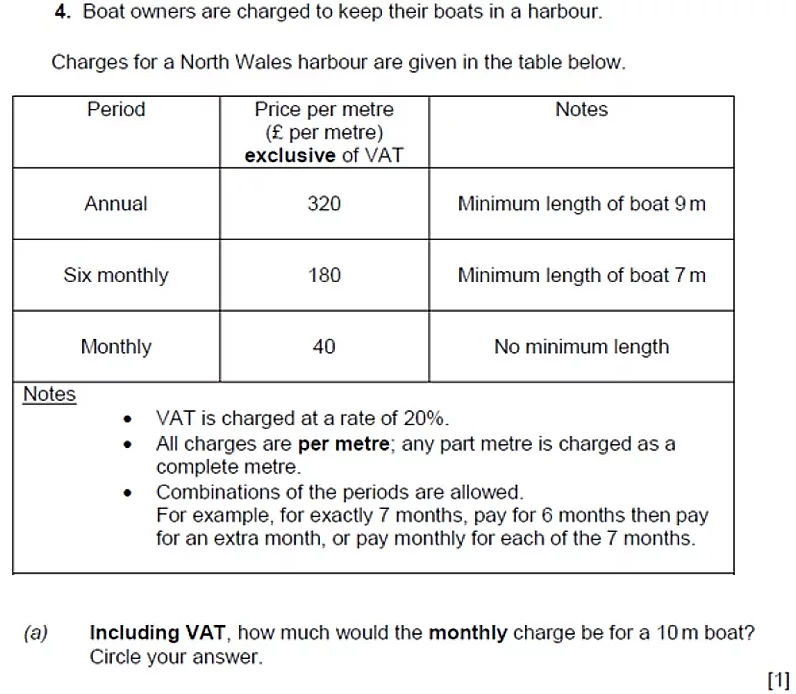 4. Boat owners are charged to keep their boats in a harbour.
Charges for a North Wales harbour are given in the table below.
Period
Price per metre
(£ per metre)
exclusive of VAT
Notes
Annual
320
Minimum length of boat 9 m
Six monthly
180
Minimum length of boat 7 m
Monthly
40
No minimum length
Notes
• VAT is charged at a rate of 20%.
• All charges are per metre; any part metre is charged as a
complete metre.
• Combinations of the periods are allowed.
For example, for exactly 7 months, pay for 6 months then pay
for an extra month, or pay monthly for each of the 7 months.
(a) Including VAT, how much would the monthly charge be for a 10 m boat?
Circle your answer.
[1]